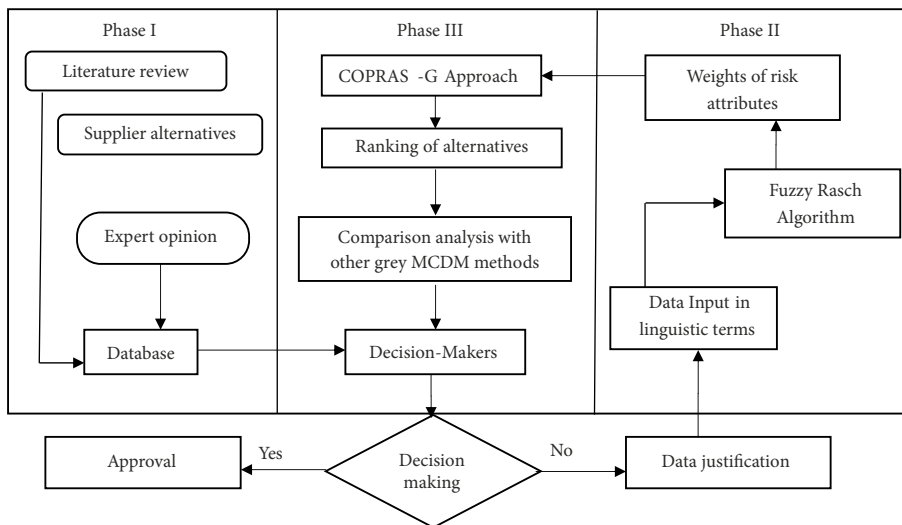 Phase I
Literature review
Supplier alternatives
Expert opinion
Database
Phase III
COPRAS -G Approach
Ranking of alternatives
Comparison analysis with
other grey MCDM methods
Decision-Makers
Phase II
Weights of risk
attributes
Fuzzy Rasch
Algorithm
Data Input in
linguistic terms
Approval
Yes
Decision
making
No
Data justification